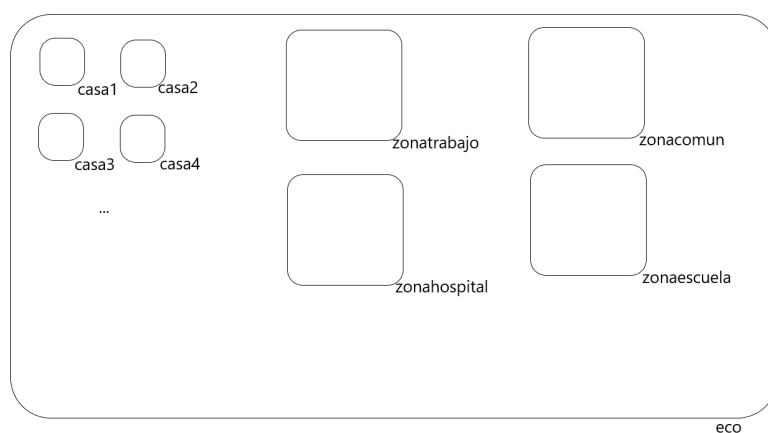 casa1
casa2
casa3
casa4
...
zonatrabajo
zonacomun
zonahospital
zonaescuela
eco